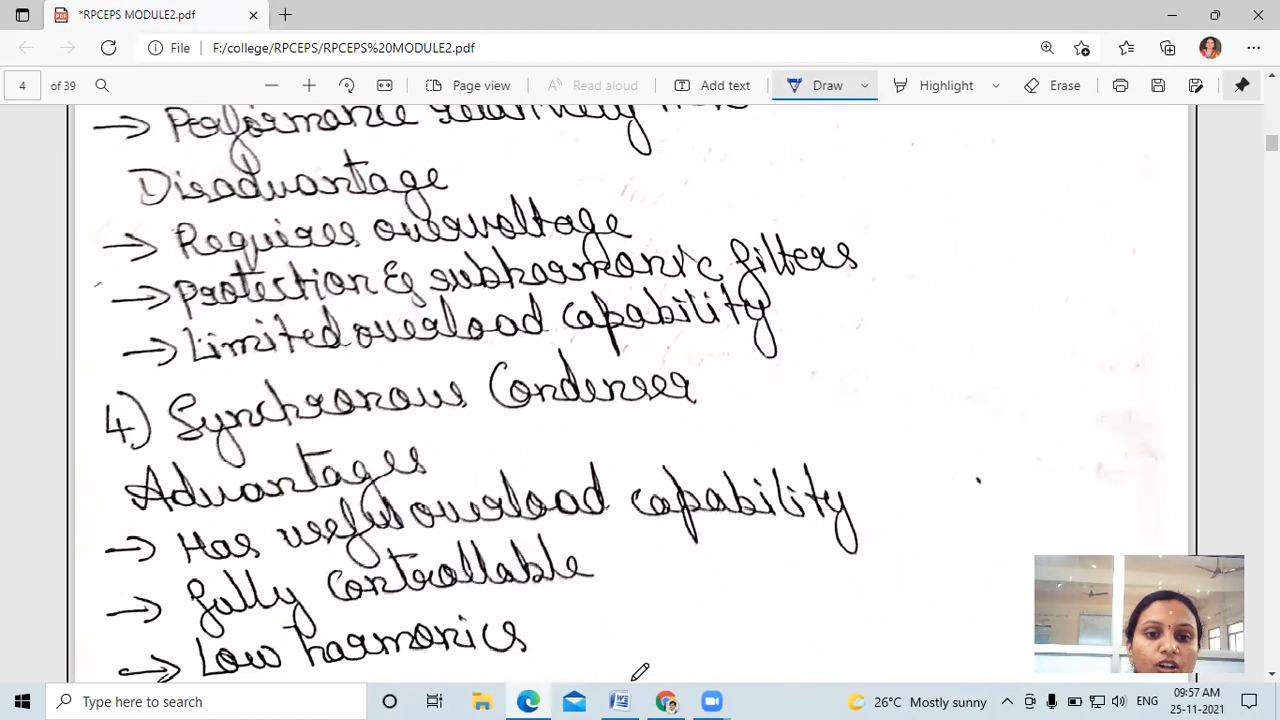 *RPCEPS MODULE2.pdf
File F:/college/RPCEPS/RPCEPS%20MODULE2.pdf
4 of 39 Page view Read aloud Add text Draw Highlight Erase
→ Performance relatively
Disadvantage
→ Requires overvoltage
→ protection & subharmonic filters
→ Limited overload capability
4.) Synchronous Condenser
Advantages
→ Has useful overload capability
→ fully controllable
→ Low harmonics
Type here to search
26°C Mostly sunny
ENG
09:57 AM
25-11-2021